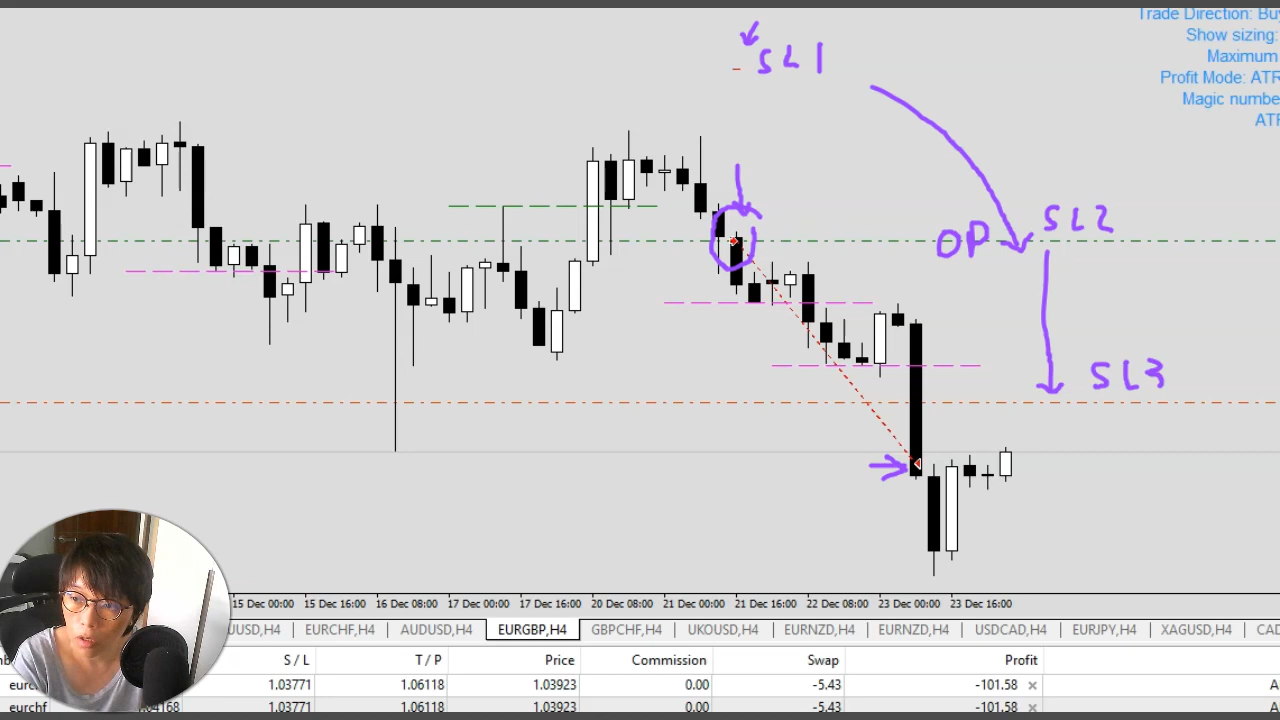 Trade Direction: Bu
Show sizing:
Maximum
Profit Mode: ATR
Magic numbe
ATR
SL1
OP
SL2
SL3
15 Dec 00:00 15 Dec 16:00 16 Dec 08:00 17 Dec 00:00 17 Dec 16:00 20 Dec 08:00 21 Dec 00:00 21 Dec 16:00 22 Dec 08:00 23 Dec 00:00 23 Dec 16:00
USD,H4 EURCHF,H4 AUDUSD,H4 EURGBP,H4 GBPCHF,H4 UKOUSD,H4 EURNZD,H4 EURNZD,H4 USDCAD,H4 EURJPY,H4 XAGUSD,H4 CAD
S / L T / P Price Commission Swap Profit
eurc 1.03771 1.06118 1.03923 0.00 -5.43 -101.58 A
eurchf 1.04168 1.03771 1.06118 1.03923 0.00 -5.43 -101.58 A